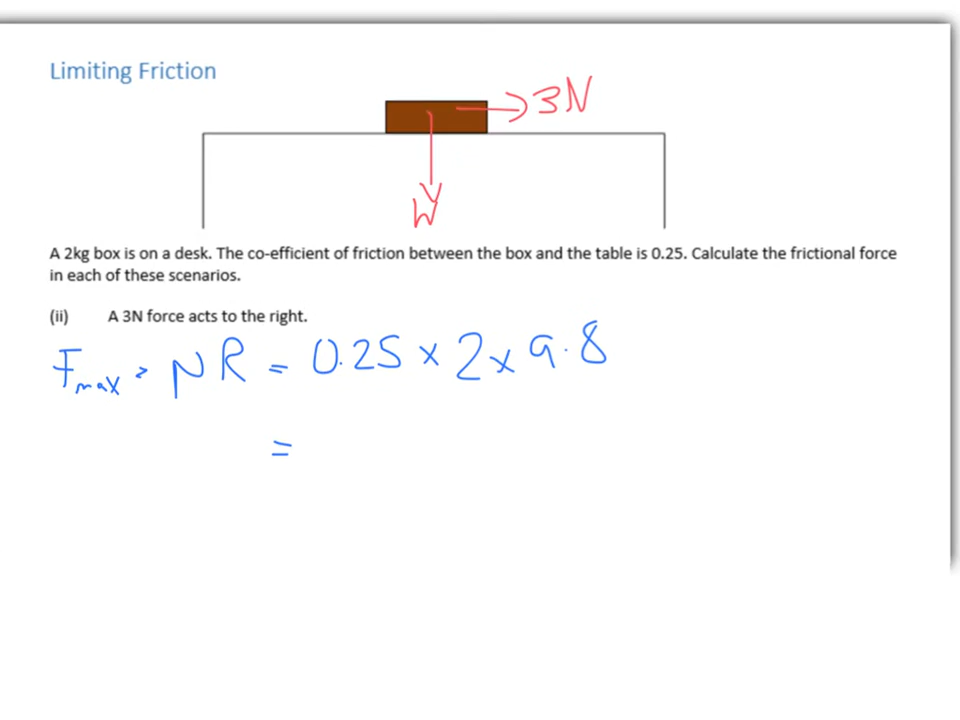 Limiting Friction
3N
W
A 2kg box is on a desk. The co-efficient of friction between the box and the table is 0.25. Calculate the frictional force
in each of these scenarios.
(ii) A 3N force acts to the right.
Fmax = μR = 0.25 × 2 × 9.8
=